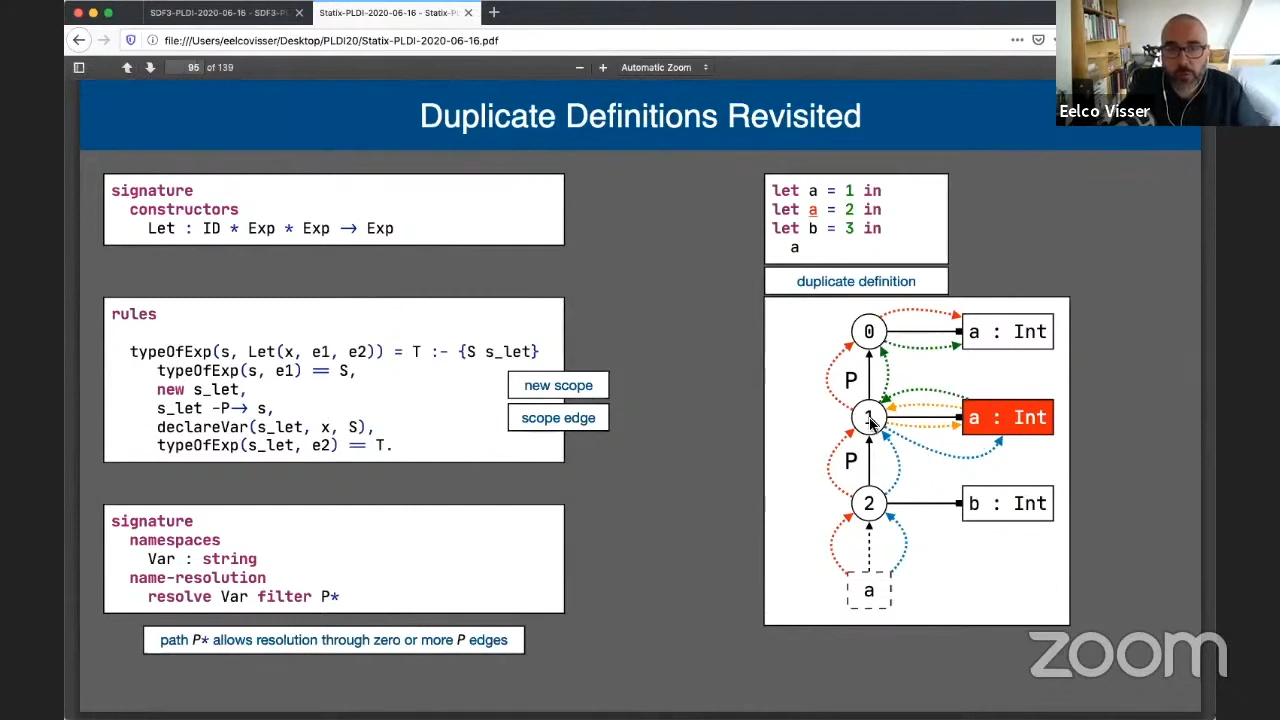 SDF3-PLDI-2020-06-16 - SDF3-P
Statix-PLDI-2020-06-16 - Statix-PL
file:///Users/eelcovisser/Desktop/PLDI20/Statix-PLDI-2020-06-16.pdf
95 of 139
Automatic Zoom
Eelco Visser
Duplicate Definitions Revisited
signature
constructors
Let : ID * Exp * Exp → Exp
rules
typeOfExp(s, Let(x, e1, e2)) = T :- {S s_let}
typeOfExp(s, e1) == S,
new s_let,
s_let -P→ s,
declareVar(s_let, x, S),
typeOfExp(s_let, e2) == T.
new scope
scope edge
signature
namespaces
Var : string
name-resolution
resolve Var filter P*
path P* allows resolution through zero or more P edges
let a = 1 in
let a = 2 in
let b = 3 in
a
duplicate definition
0
a : Int
P
1
a : Int
P
2
b : Int
a
zoom